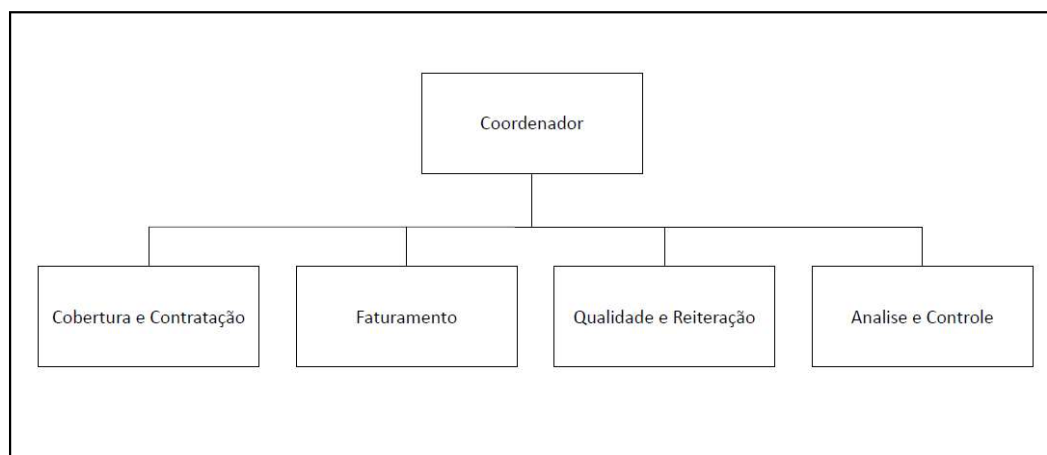 Coordenador
Cobertura e Contratação
Faturamento
Qualidade e Reiteração
Analise e Controle